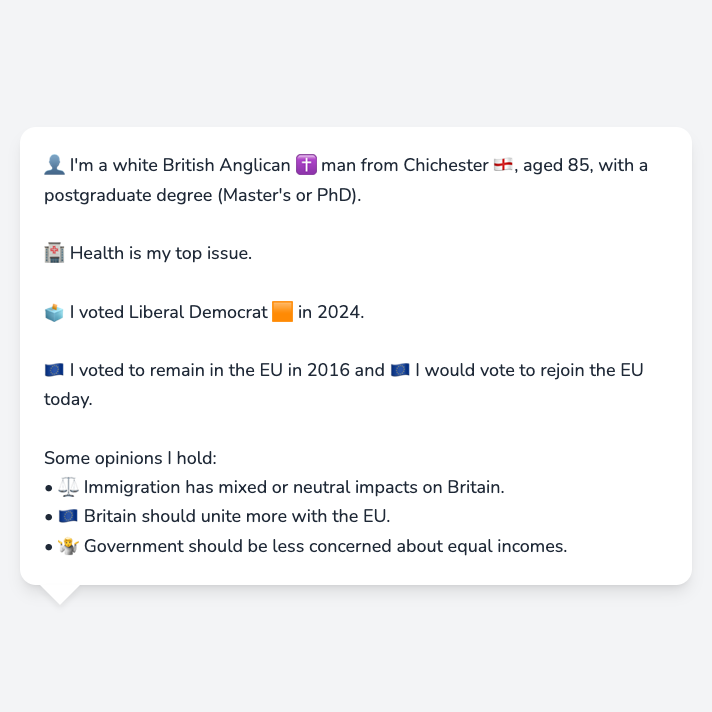 👤 I'm a white British Anglican ✝️ man from Chichester 🏴󠁧󠁢󠁥󠁮󠁧󠁿, aged 85, with a
postgraduate degree (Master's or PhD).
🏥 Health is my top issue.
🗳️ I voted Liberal Democrat 🟧 in 2024.
🇪🇺 I voted to remain in the EU in 2016 and 🇪🇺 I would vote to rejoin the EU
today.
Some opinions I hold:
• ⚖️ Immigration has mixed or neutral impacts on Britain.
• 🇪🇺 Britain should unite more with the EU.
• 🤷 Government should be less concerned about equal incomes.